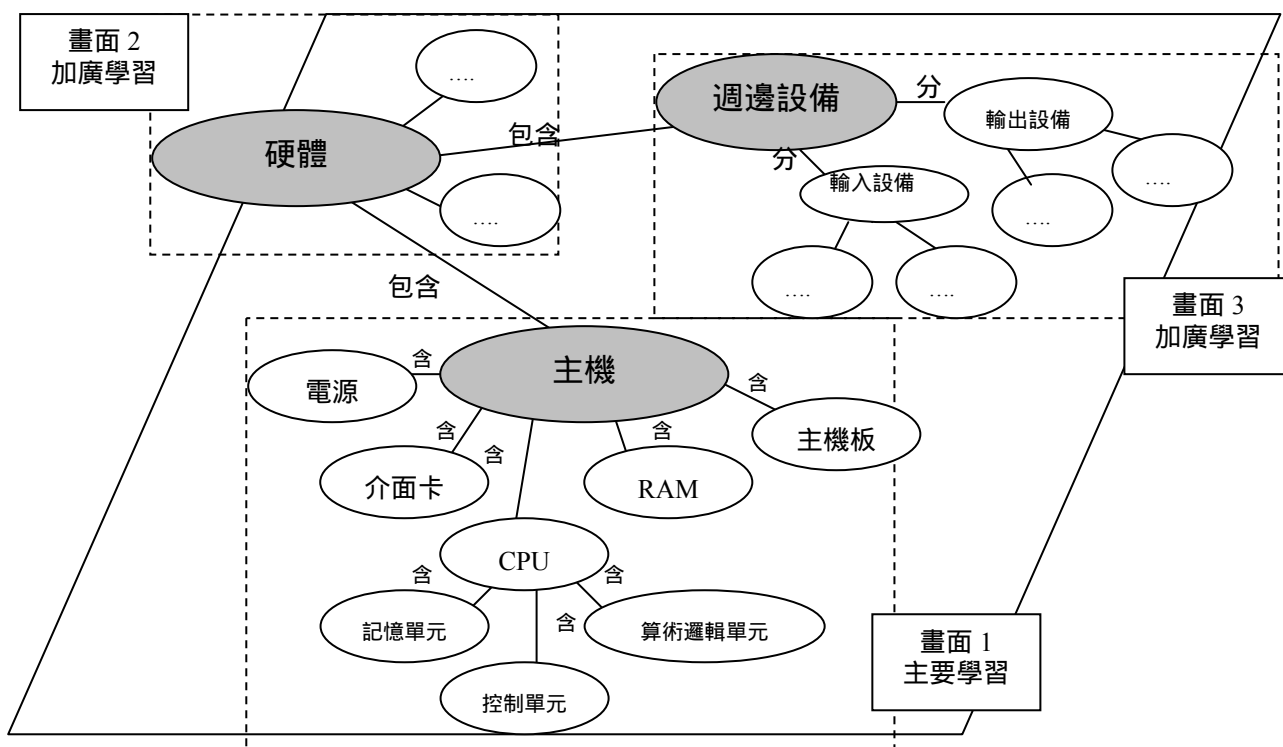 畫面 2
加廣學習
....
硬體
包含
....
週邊設備
分
輸出設備
分
輸入設備
....
....
....
....
畫面 3
加廣學習
包含
主機
含
電源
含
主機板
含
介面卡
含
含
RAM
CPU
含
含
記憶單元
含
算術邏輯單元
控制單元
畫面 1
主要學習